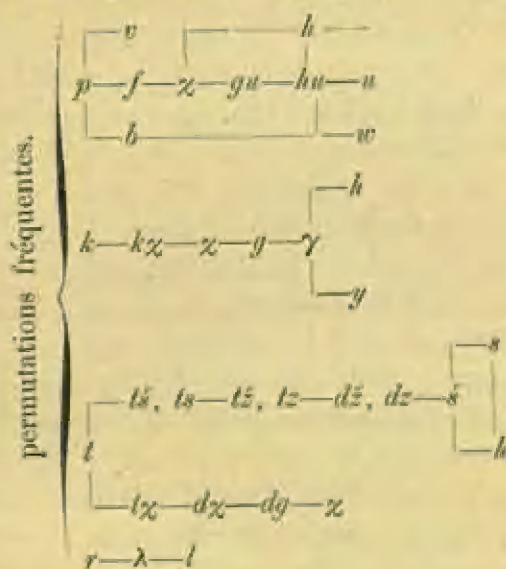 permutations fréquentes.
v h
p—f—χ—gu—hu—u
b w
h
k—kχ—χ—g—γ
y
s
tš, ts—tž, tz—dž, dz—š
h
t
tχ—dχ—dg—χ
r—λ—l